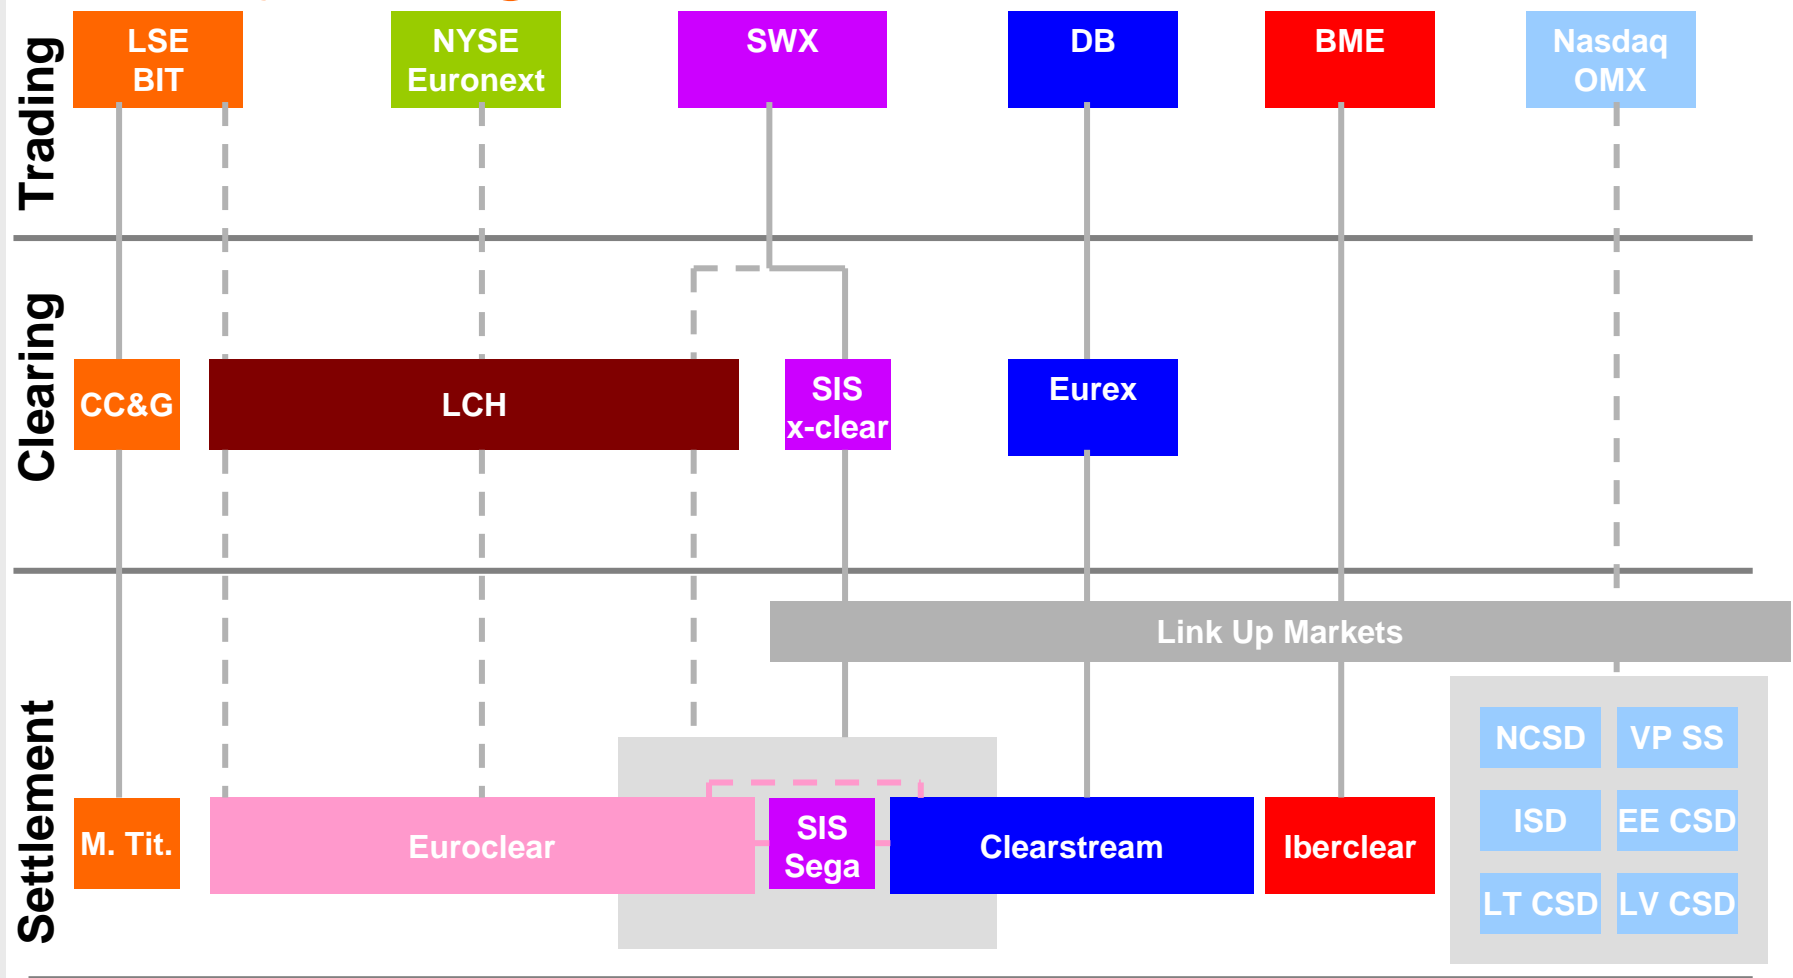 Trading
LSE
BIT
NYSE
Euronext
SWX
DB
BME
Nasdaq
OMX
Clearing
CC&G
LCH
SIS
x-clear
Eurex
Settlement
Link Up Markets
M. Tit.
Euroclear
SIS
Sega
Clearstream
Iberclear
NCSD
VP SS
ISD
EE CSD
LT CSD
LV CSD